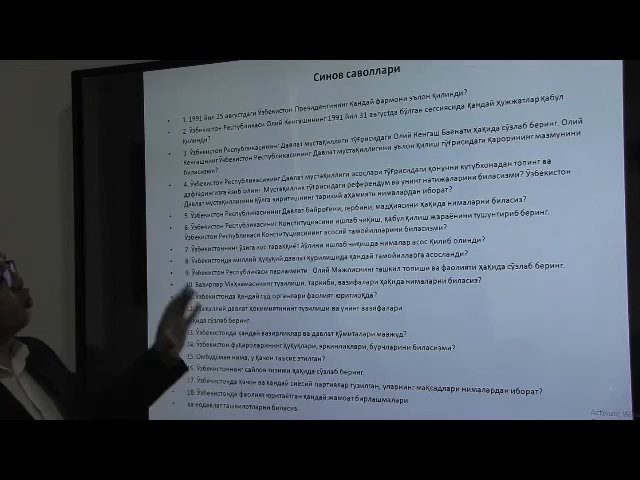 Синов саволлари
1. 1991 йил 25 августдаги Ўзбекистон Президентининг қандай фармони эълон қилинди?
2. Ўзбекистон Республикаси Олий Кенгашининг 1991 йил 31 августда бўлган сессиясида қандай ҳужжатлар қабул
қилинди?
3. Ўзбекистон Республикасининг Давлат мустақиллиги тўғрисидаги Олий Кенгаш Баёнати ҳақида сўзлаб беринг. Олий
Кенгашнинг Ўзбекистон Республикасининг Давлат мустақиллигини эълон қилиш тўғрисидаги қарорининг мазмунини
биласизми?
4. Ўзбекистон Республикасининг Давлат мустақиллиги асослари тўғрисидаги қонунни кутубхонадан топинг ва
дафтарингизга ёзиб олинг. Мустақиллик тўғрисидаги референдум ва унинг натижаларини биласизми? Ўзбекистон
Давлат мустақиллигини қўлга киритишнинг тарихий аҳамияти нималардан иборат?
5. Ўзбекистон Республикасининг Давлат байроғини, гербини, мадҳиясини ҳақида нималарни биласиз?
6. Ўзбекистон Республикасининг Конституциясини ишлаб чиқиш, қабул қилиш жараёнини тушунтириб беринг.
Ўзбекистон Республикаси Конституциясининг асосий тамойилларини биласизми?
7. Ўзбекистоннинг ўзига хос тараққиёт йўлини ишлаб чиқишда нималар асос қилиб олинди?
8. Ўзбекистонда миллий ҳуқуқий давлат қурилишида қандай тамойилларга асосланди?
9. Ўзбекистон Республикаси парламенти Олий Мажлиснинг ташкил топиши ва фаолияти ҳақида сўзлаб беринг.
10. Вазирлар Маҳкамасининг тузилиши, таркиби, вазифалари ҳақида нималарни биласиз?
Ўзбекистонда қандай суд органлари фаолият юритмоқда?
Маҳаллий давлат ҳокимиятининг тузилиши ва унинг вазифалари
ҳақида сўзлаб беринг
13. Ўзбекистонда қандай вазирликлар ва давлат қўмиталари мавжуд?
14. Ўзбекистон фуқароларининг ҳуқуқлари, эркинликлари, бурчларини биласизми?
15. Омбудсман нима, у қачон таъсис этилган?
16. Ўзбекистоннинг сайлов тизими ҳақида сўзлаб беринг.
17. Ўзбекистонда қачон ва қандай сиёсий партиялар тузилган, уларнинг мақсадлари нималардан иборат?
18. Ўзбекистонда фаолият юритаётган қандай жамоат бирлашмалари
ва нодавлат ташкилотларни биласиз.
Activate W